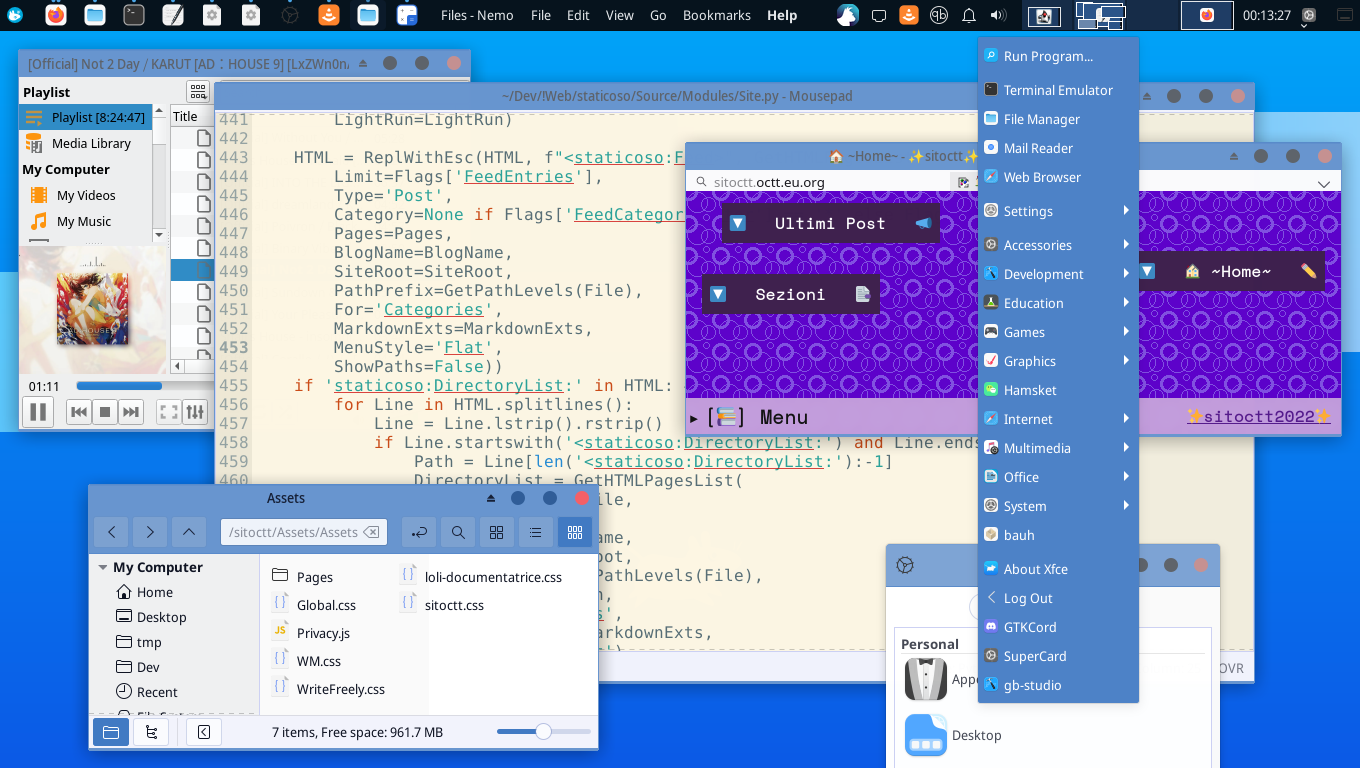 Files - Nemo File Edit View Go Bookmarks Help
00:13:27
[Official] Not 2 Day / KARUT [AD : HOUSE 9] [LxZWn0n
Playlist
Playlist [8:24:47]
Media Library
My Computer
My Videos
My Music
Title
AD:HOUSE 9
01:11
~/Dev/!Web/staticoso/Source/Modules/Site.py - Mousepad
441 LightRun=LightRun)
442
443 HTML = ReplWithEsc(HTML, f"<staticoso:F
444 Limit=Flags['FeedEntries'],
445 Type='Post',
446 Category=None if Flags['FeedCategor
447 Pages=Pages,
448 BlogName=BlogName,
449 SiteRoot=SiteRoot,
450 PathPrefix=GetPathLevels(File),
451 For='Categories',
452 MarkdownExts=MarkdownExts,
453 MenuStyle='Flat',
454 ShowPaths=False))
455 if 'staticoso:DirectoryList:' in HTML:
456 for Line in HTML.splitlines():
457 Line = Line.lstrip().rstrip()
458 if Line.startswith('<staticoso:DirectoryList:') and Line.ends
459 Path = Line[len('<staticoso:DirectoryList:'):-1]
460 DirectoryList = GetHTMLPagesList(
ile,
ame,
oot,
PathLevels(File),
n,
s',
arkdownExts,
')
OVR
🏠 ~Home~ - ✨sitoctt✨
sitoctt.octt.eu.org
Ultimi Post
Sezioni
~Home~
[📚] Menu
✨sitoctt2022✨
Assets
/sitoctt/Assets/Assets
My Computer
Home
Desktop
tmp
Dev
Recent
Pages
Global.css
Privacy.js
WM.css
WriteFreely.css
loli-documentatrice.css
sitoctt.css
7 items, Free space: 961.7 MB
Run Program...
Terminal Emulator
File Manager
Mail Reader
Web Browser
Settings
Accessories
Development
Education
Games
Graphics
Hamsket
Internet
Multimedia
Office
System
bauh
About Xfce
Log Out
GTKCord
SuperCard
gb-studio
Personal
Appe
Desktop